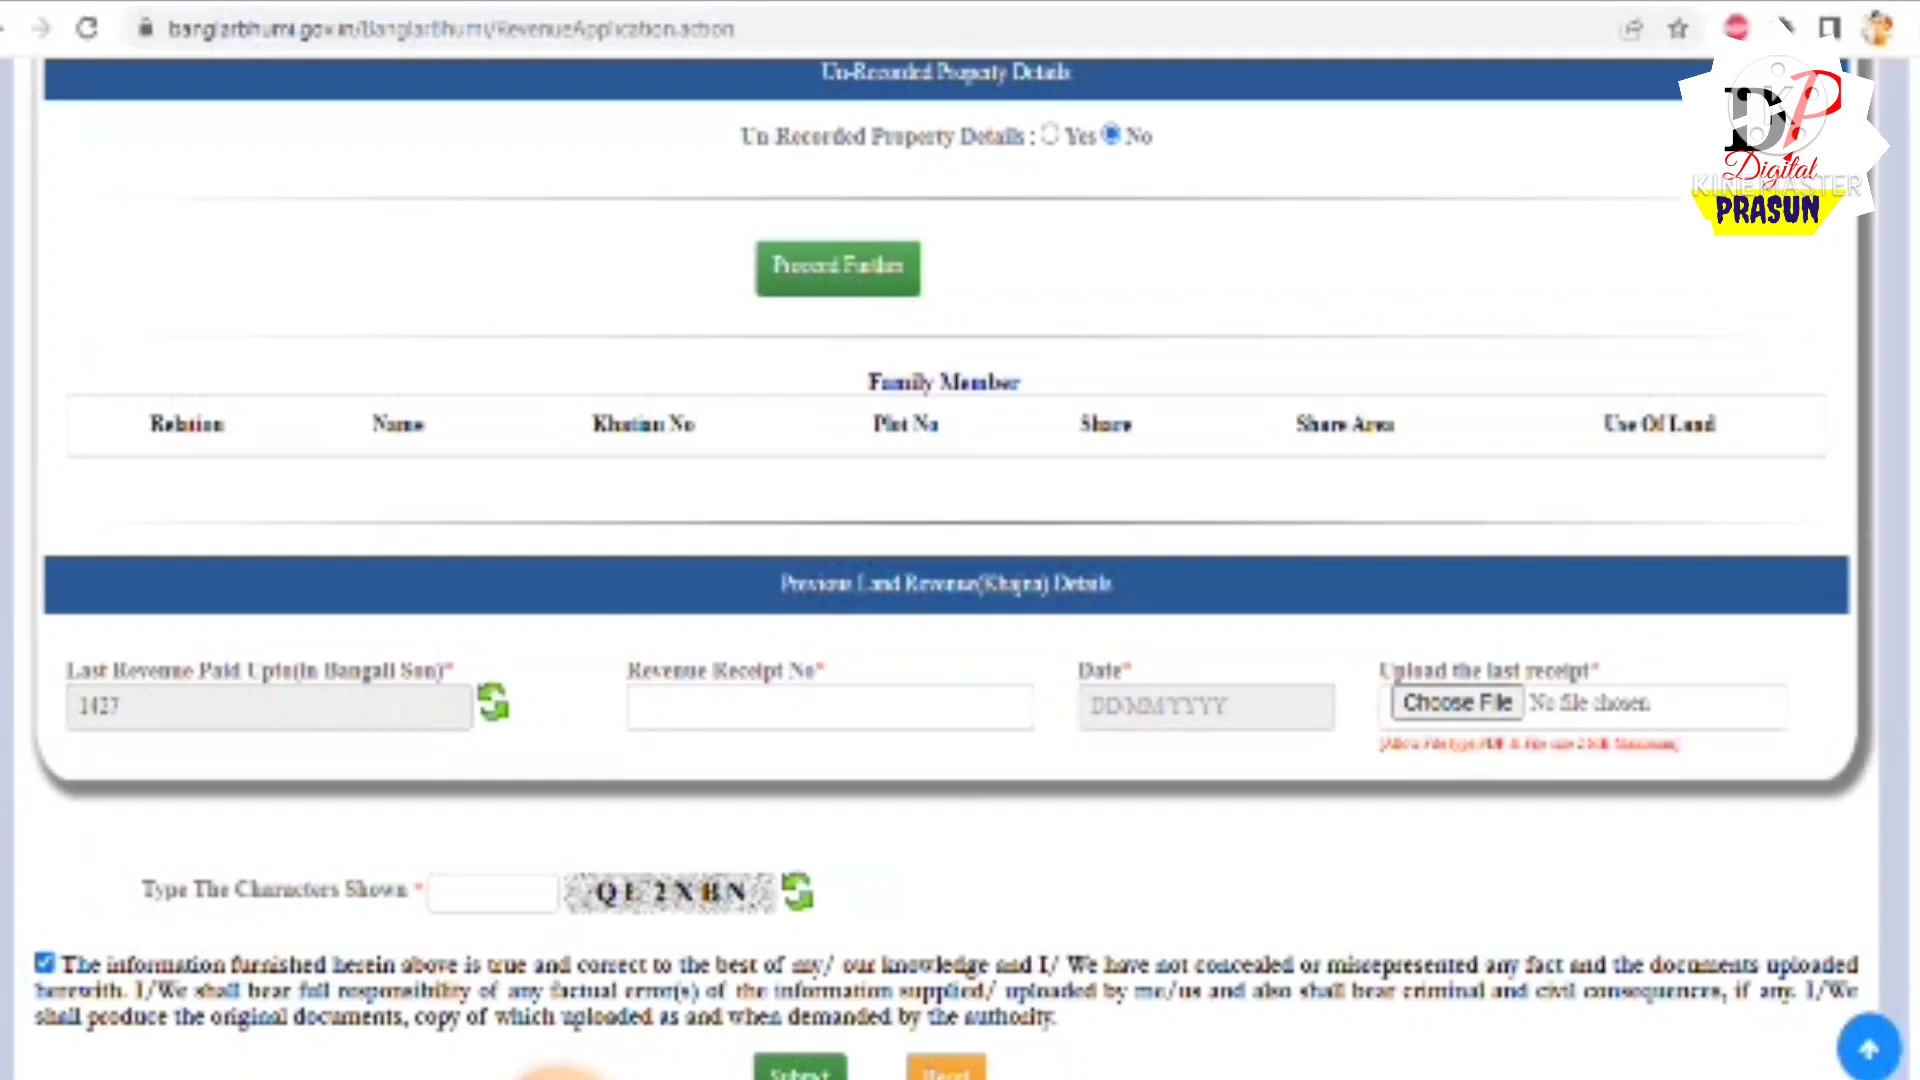 banglarbhumi.gov.in/BanglarBhumi/RevenueApplication.action
Un-Recorded Property Details
Un-Recorded Property Details : Yes No
DKP
Digital
KINEMASTER
PRASUN
Proceed Further
Family Member
Relation Name Khatian No Plot No Share Share Area Use Of Land
Previous Land Revenue(Khajna) Details
Last Revenue Paid Upto(In Bangali Son)* Revenue Receipt No* Date* Upload the last receipt*
1427 DD/MM/YYYY Choose File No file chosen
Type The Characters Shown * 2 X B N
The information furnished herein above is true and correct to the best of my/ our knowledge and I/ We have not concealed or misrepresented any fact and the documents uploaded
herewith. I/We shall bear full responsibility of any factual error(s) of the information supplied/ uploaded by me/us and also shall bear criminal and civil consequences, if any. I/We
shall produce the original documents, copy of which uploaded as and when demanded by the authority.
Submit Reset